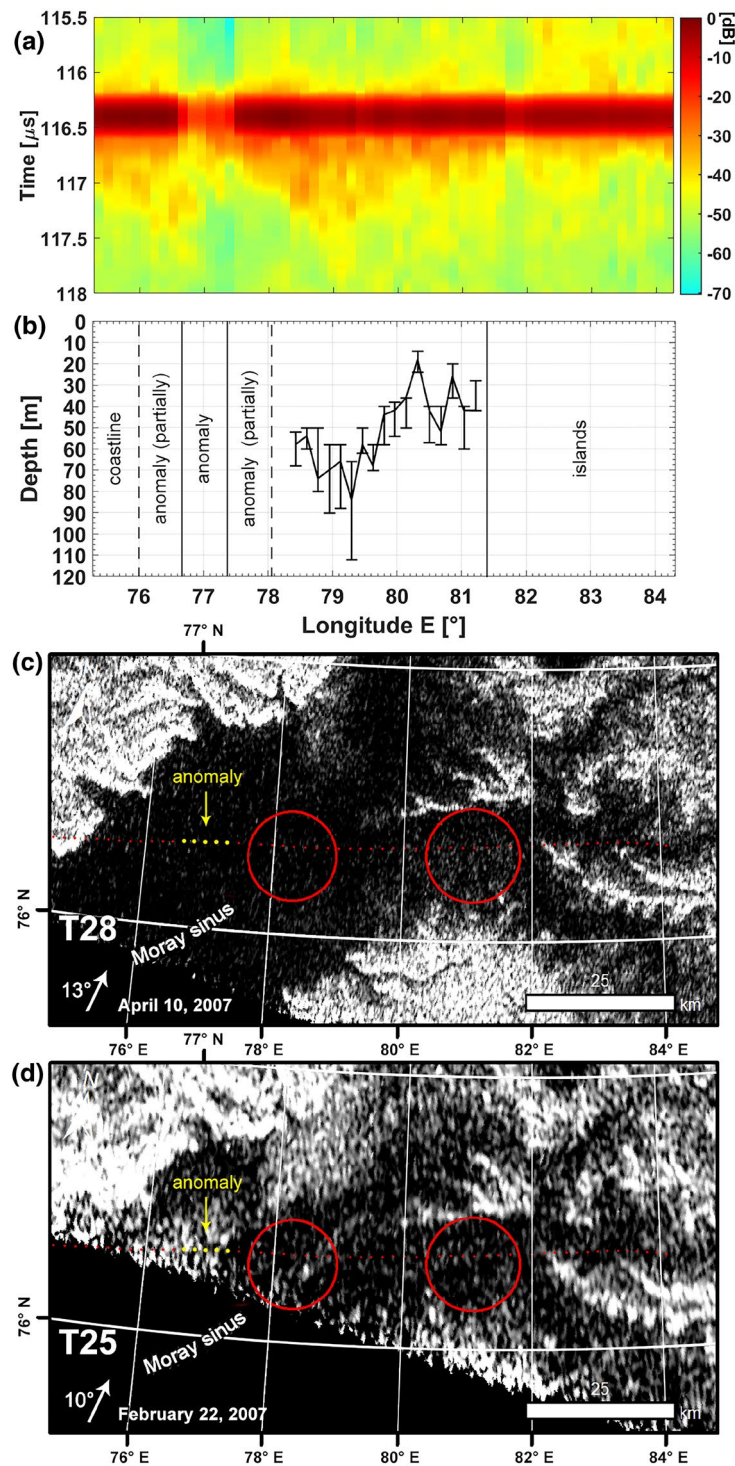 (a)
115.5
116
116.5
117
117.5
118
Time [μs]
0
[dB]
-10
-20
-30
-40
-50
-60
-70
(b)
0
10
20
30
40
50
60
70
80
90
100
110
120
Depth [m]
coastline
anomaly (partially)
anomaly
anomaly (partially)
islands
76 77 78 79 80 81 82 83 84
Longitude E [°]
77° N
(c)
anomaly
76° N
T28
Moray sinus
13°
April 10, 2007
25
km
76° E 78° E 80° E 82° E 84° E
77° N
(d)
N
anomaly
76° N
T25
Moray sinus
10°
February 22, 2007
25
km
76° E 78° E 80° E 82° E 84° E